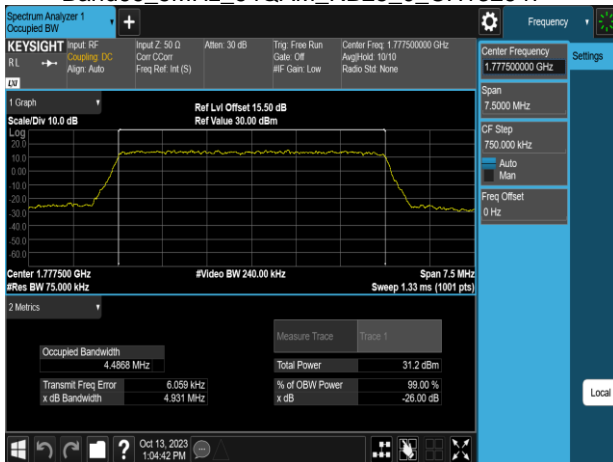 Spectrum Analyzer 1
Occupied BW
Frequency
KEYSIGHT
RL
LXI
Input: RF
Coupling: DC
Align: Auto
Input Z: 50 Ω
Corr CCorr
Freq Ref: Int (S)
Atten: 30 dB
Trig: Free Run
Gate: Off
#IF Gain: Low
Center Freq: 1.777500000 GHz
Avg|Hold: 10/10
Radio Std: None
Center Frequency
1.777500000 GHz
Settings
Span
7.5000 MHz
CF Step
750.000 kHz
Auto
Man
Freq Offset
0 Hz
1 Graph
Scale/Div 10.0 dB
Ref Lvl Offset 15.50 dB
Ref Value 30.00 dBm
Log
20.0
10.0
0.00
-10.0
-20.0
-30.0
-40.0
-50.0
-60.0
Center 1.777500 GHz
#Video BW 240.00 kHz
Span 7.5 MHz
#Res BW 75.000 kHz
Sweep 1.33 ms (1001 pts)
2 Metrics
Measure Trace
Trace 1
Occupied Bandwidth
4.4868 MHz
Total Power
31.2 dBm
Transmit Freq Error
6.059 kHz
% of OBW Power
99.00 %
x dB Bandwidth
4.931 MHz
x dB
-26.00 dB
Local
?
Oct 13, 2023
1:04:42 PM